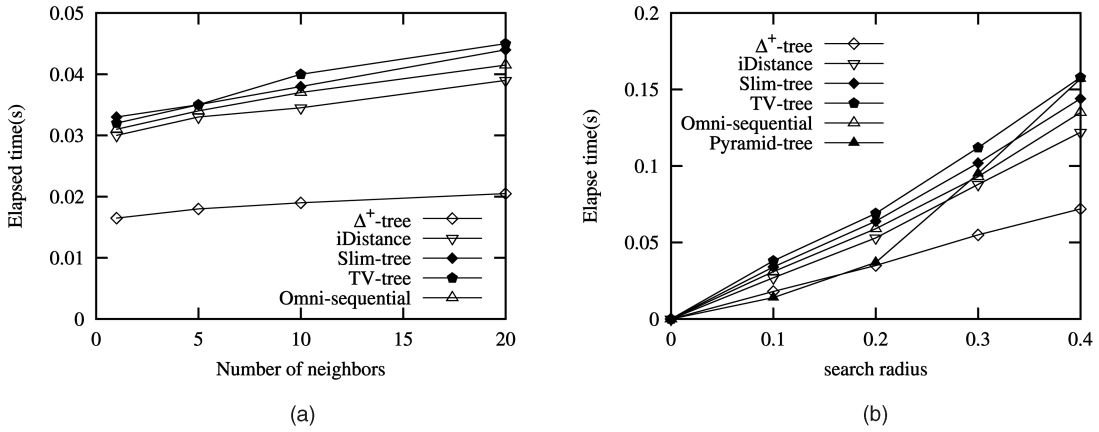 0.05
0.04
0.03
0.02
0.01
0
0
5
10
15
20
Elapsed time(s)
Number of neighbors
Δ+-tree
iDistance
Slim-tree
TV-tree
Omni-sequential
(a)
0.2
0.15
0.1
0.05
0
0
0.1
0.2
0.3
0.4
Elapse time(s)
search radius
Δ+-tree
iDistance
Slim-tree
TV-tree
Omni-sequential
Pyramid-tree
(b)